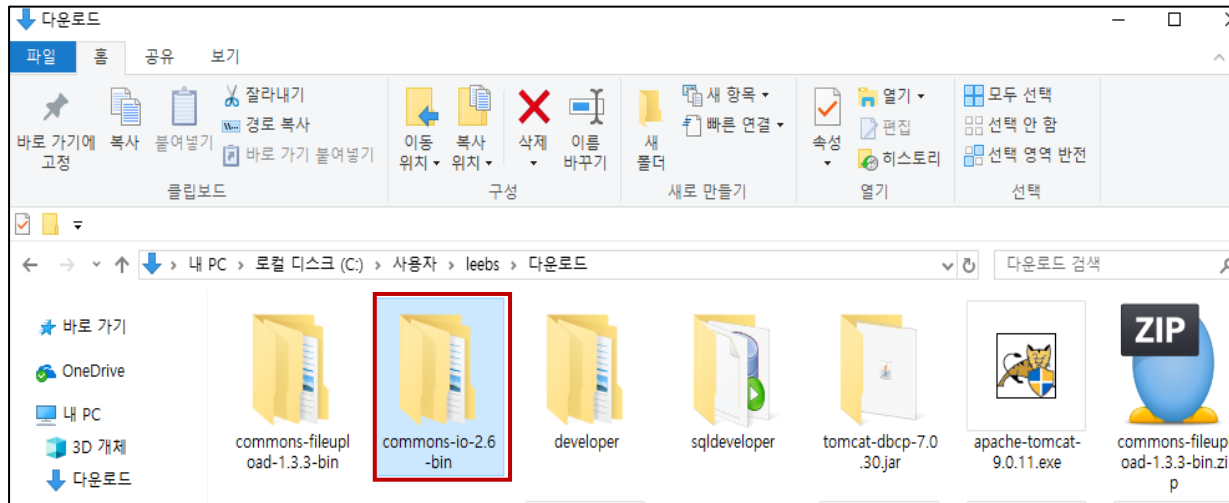 다운로드
파일 홈 공유 보기
바로 가기에 고정
복사
붙여넣기
잘라내기
경로 복사
바로 가기 붙여넣기
클립보드
이동 위치
복사 위치
삭제
이름 바꾸기
구성
새 폴더
새 항목
빠른 연결
새로 만들기
속성
열기
편집
히스토리
열기
모두 선택
선택 안 함
선택 영역 반전
선택
내 PC > 로컬 디스크 (C:) > 사용자 > leebs > 다운로드
다운로드 검색
바로 가기
OneDrive
내 PC
3D 개체
다운로드
commons-fileupl
oad-1.3.3-bin
commons-io-2.6
-bin
developer
sqldeveloper
tomcat-dbcp-7.0
.30.jar
apache-tomcat-
9.0.11.exe
ZIP
commons-fileup
oad-1.3.3-bin.zi
p